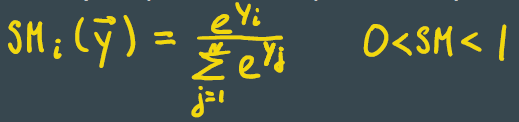 SM_i(y⃗) = e^{y_i} / Σ_{j=1}^{n} e^{y_j}    0<SM<1